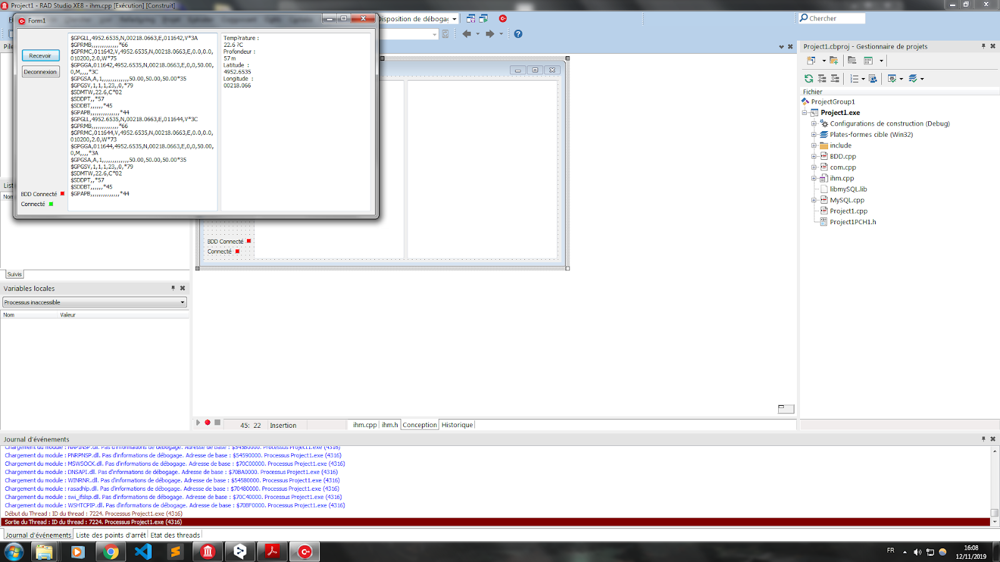 Project1 - RAD Studio XE8 - ihm.cpp [Exécution] [Construit]
Disposition de débogag
Chercher
Form1
Recevoir
Deconnexion
BDD Connecté
Connecté
$GPGLL,4952.6535,N,00218.0663,E,011642,V*3A
$GPRMB,,,,,,,,,,,,,*66
$GPRMC,011642,V,4952.6535,N,00218.0663,E,0.0,0.0,
010200,2.0,W*75
$GPGGA,011642,4952.6535,N,00218.0663,E,0,0,50.00,
0,M,,,,*3C
$GPGSA,A,1,,,,,,,,,,,,,50.00,50.00,50.00*35
$GPGSV,1,1,1,23,,0,*79
$SDMTW,22.6,C*02
$SDDPT,,*57
$SDDBT,,,,,,*45
$GPAPB,,,,,,,,,,,,,,*44
$GPGLL,4952.6535,N,00218.0663,E,011644,V*3C
$GPRMB,,,,,,,,,,,,,*66
$GPRMC,011644,V,4952.6535,N,00218.0663,E,0.0,0.0,
010200,2.0,W*73
$GPGGA,011644,4952.6535,N,00218.0663,E,0,0,50.00,
0,M,,,,*3A
$GPGSA,A,1,,,,,,,,,,,,,50.00,50.00,50.00*35
$GPGSV,1,1,1,23,,0,*79
$SDMTW,22.6,C*02
$SDDPT,,*57
$SDDBT,,,,,,*45
$GPAPB,,,,,,,,,,,,,,*44
Temp?rature :
22.6 ?C
Profondeur :
57 m
Latitude :
4952.6535
Longitude :
00218.066
BDD Connecté
Connecté
Suivis
Variables locales
Processus inaccessible
Nom Valeur
45: 22 Insertion
ihm.cpp ihm.h Conception Historique
Project1.cbproj - Gestionnaire de projets
Fichier
ProjectGroup1
Project1.exe
Configurations de construction (Debug)
Plates-formes cible (Win32)
include
BDD.cpp
com.cpp
ihm.cpp
libmySQL.lib
MySQL.cpp
Project1.cpp
Project1PCH1.h
Journal d'événements
Chargement du module : NAPINSP.dll. Pas d'informations de débogage. Adresse de base : $545B0000. Processus Project1.exe (4316)
Chargement du module : PNRPNSP.dll. Pas d'informations de débogage. Adresse de base : $54590000. Processus Project1.exe (4316)
Chargement du module : MSWSOCK.dll. Pas d'informations de débogage. Adresse de base : $70C00000. Processus Project1.exe (4316)
Chargement du module : DNSAPI.dll. Pas d'informations de débogage. Adresse de base : $70BA0000. Processus Project1.exe (4316)
Chargement du module : WINRNR.dll. Pas d'informations de débogage. Adresse de base : $54580000. Processus Project1.exe (4316)
Chargement du module : rasadhlp.dll. Pas d'informations de débogage. Adresse de base : $70480000. Processus Project1.exe (4316)
Chargement du module : swi_ifslsp.dll. Pas d'informations de débogage. Adresse de base : $70C40000. Processus Project1.exe (4316)
Chargement du module : WSHTCPIP.dll. Pas d'informations de débogage. Adresse de base : $70BF0000. Processus Project1.exe (4316)
Début du Thread : ID du thread : 7224. Processus Project1.exe (4316)
Sortie du Thread : ID du thread : 7224. Processus Project1.exe (4316)
Journal d'événements Liste des points d'arrêt Etat des threads
FR
16:08
12/11/2019